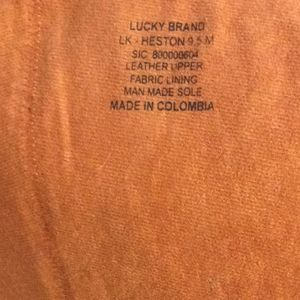 LUCKY BRAND
LK - HESTON 9.5 M
SIC 800000604
LEATHER UPPER
FABRIC LINING
MAN MADE SOLE
MADE IN COLOMBIA